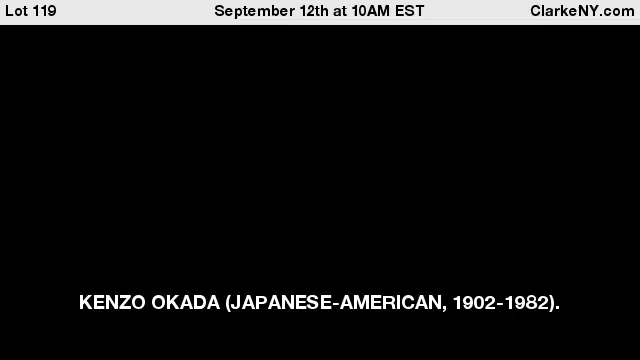 Lot 119 September 12th at 10AM EST ClarkeNY.com
KENZO OKADA (JAPANESE-AMERICAN, 1902-1982).